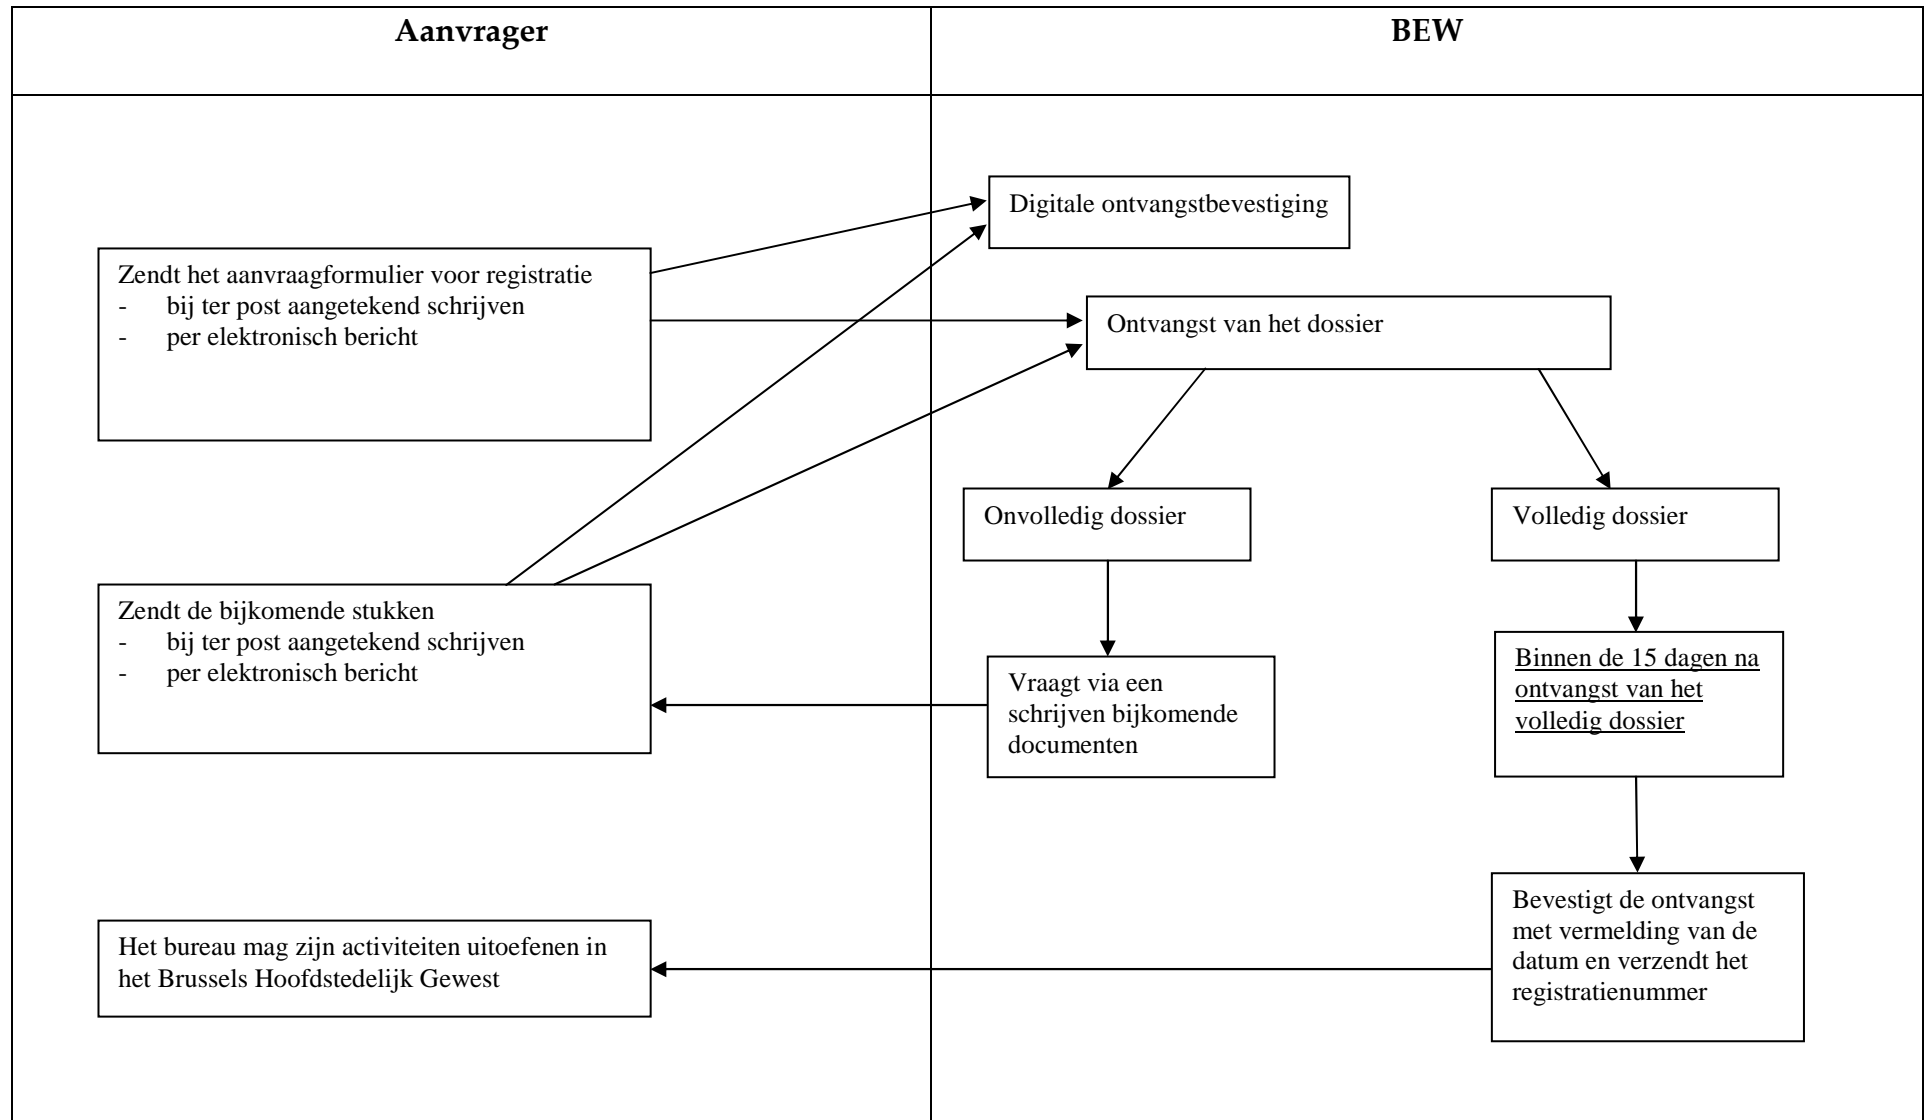 Aanvrager
BEW
Digitale ontvangstbevestiging
Zendt het aanvraagformulier voor registratie
- bij ter post aangetekend schrijven
- per elektronisch bericht
Ontvangst van het dossier
Onvolledig dossier
Volledig dossier
Zendt de bijkomende stukken
- bij ter post aangetekend schrijven
- per elektronisch bericht
Vraagt via een
schrijven bijkomende
documenten
Binnen de 15 dagen na
ontvangst van het
volledig dossier
Bevestigt de ontvangst
met vermelding van de
datum en verzendt het
registratienummer
Het bureau mag zijn activiteiten uitoefenen in
het Brussels Hoofdstedelijk Gewest